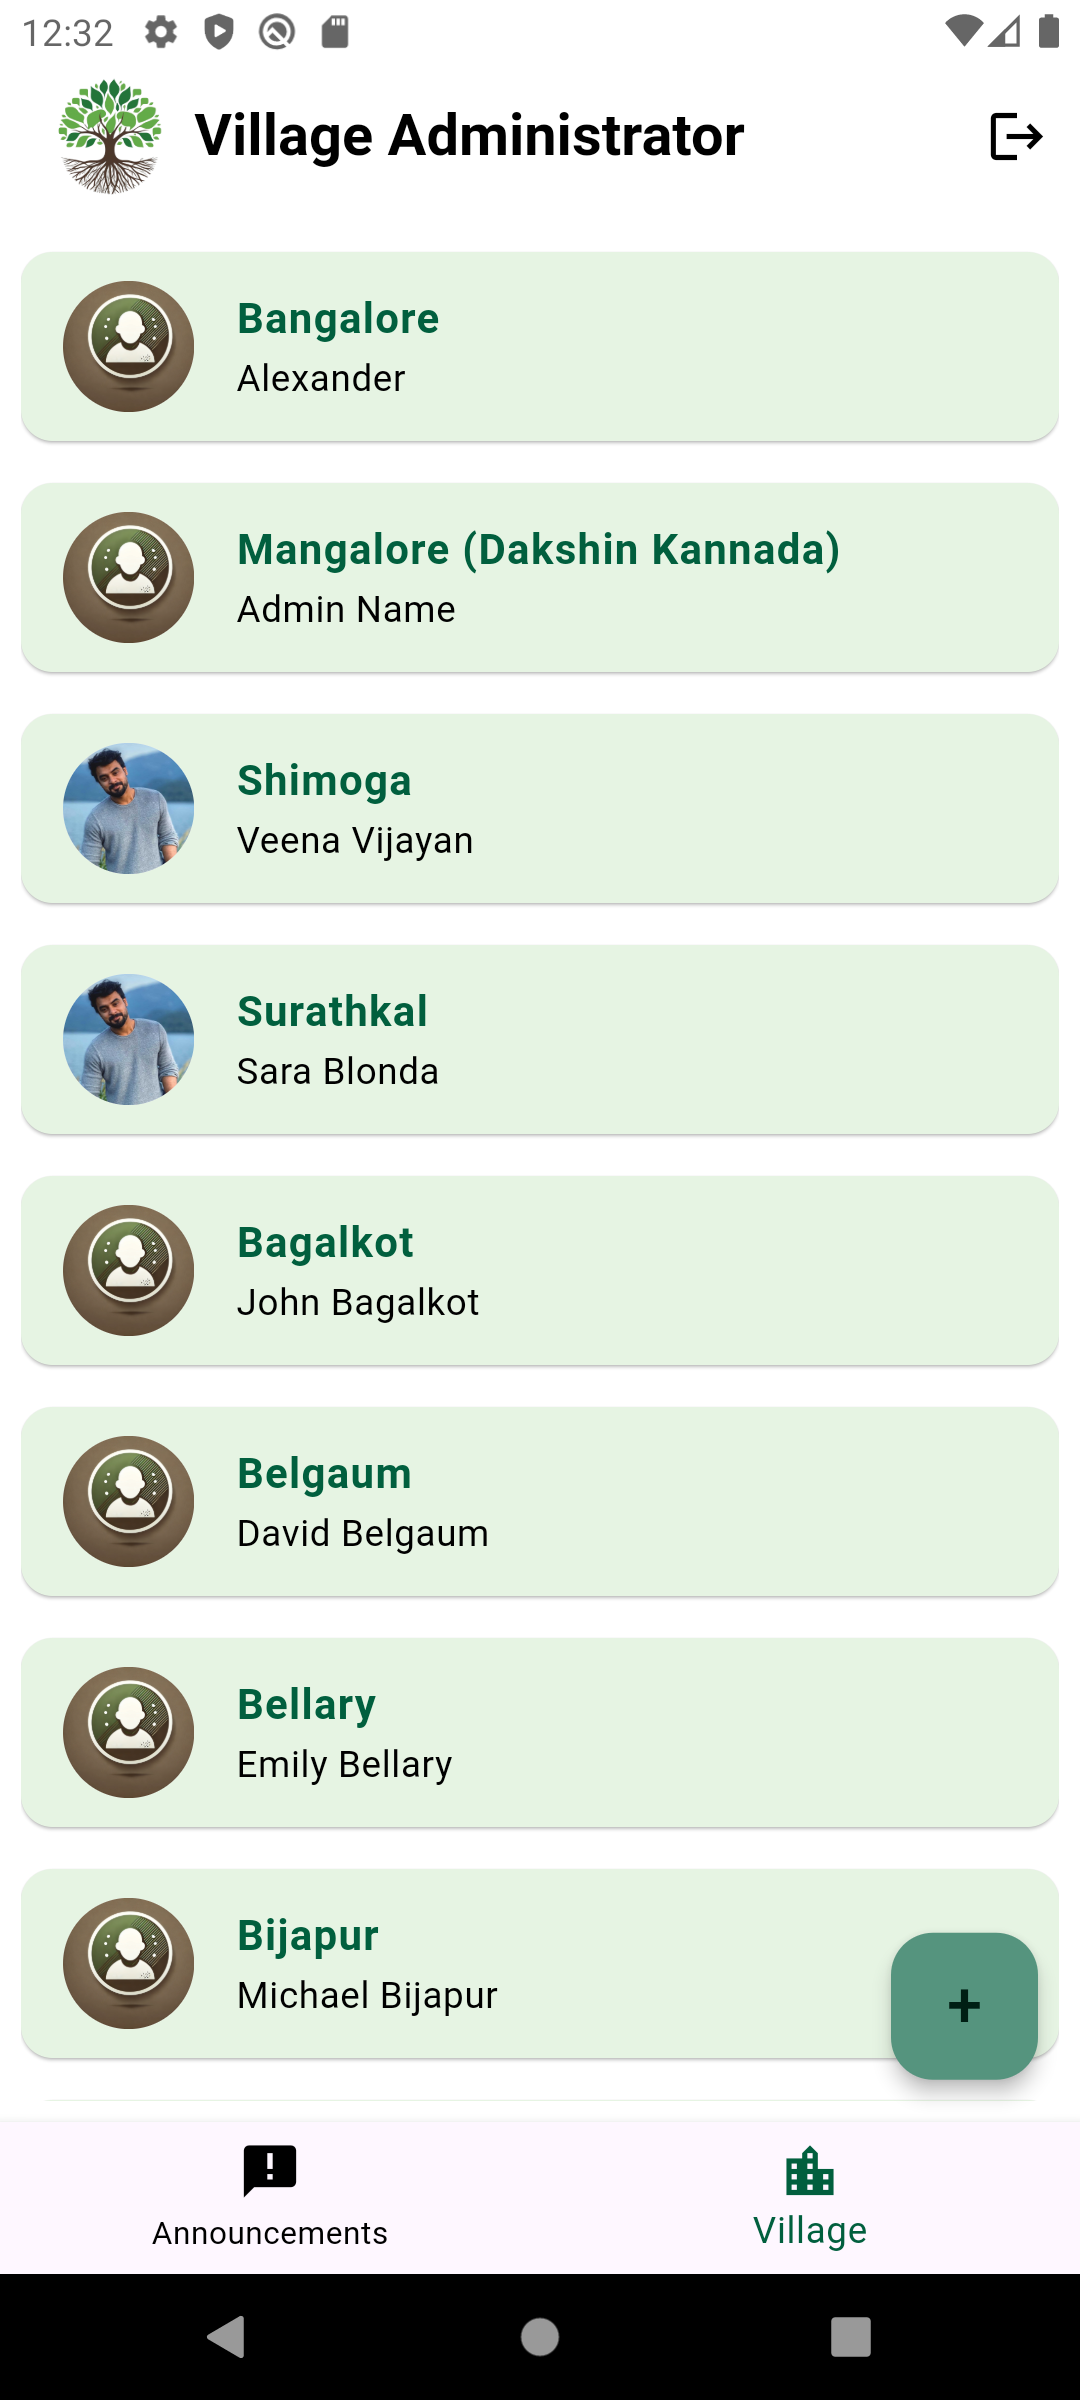 12:32
Village Administrator
Bangalore
Alexander
Mangalore (Dakshin Kannada)
Admin Name
Shimoga
Veena Vijayan
Surathkal
Sara Blonda
Bagalkot
John Bagalkot
Belgaum
David Belgaum
Bellary
Emily Bellary
Bijapur
Michael Bijapur
+
Announcements
Village